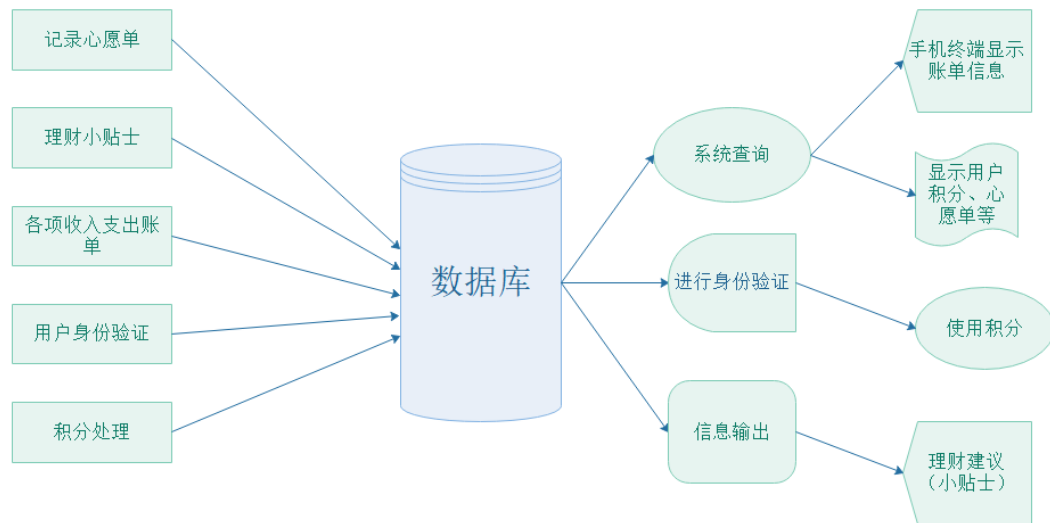 记录心愿单
理财小贴士
各项收入支出账
单
用户身份验证
积分处理
数据库
系统查询
进行身份验证
信息输出
手机终端显示
账单信息
显示用户
积分、心
愿单等
使用积分
理财建议
（小贴士）